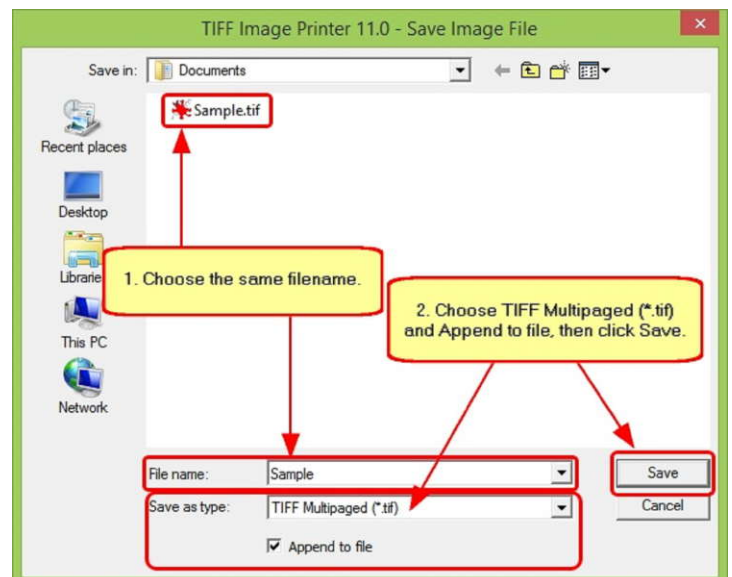 TIFF Image Printer 11.0 - Save Image File
Save in:
Documents
Sample.tif
Recent places
Desktop
Librarie
This PC
Network
1. Choose the same filename.
2. Choose TIFF Multipaged (*.tif)
and Append to file, then click Save.
File name:
Sample
Save
Save as type:
TIFF Multipaged (*.tif)
Cancel
Append to file